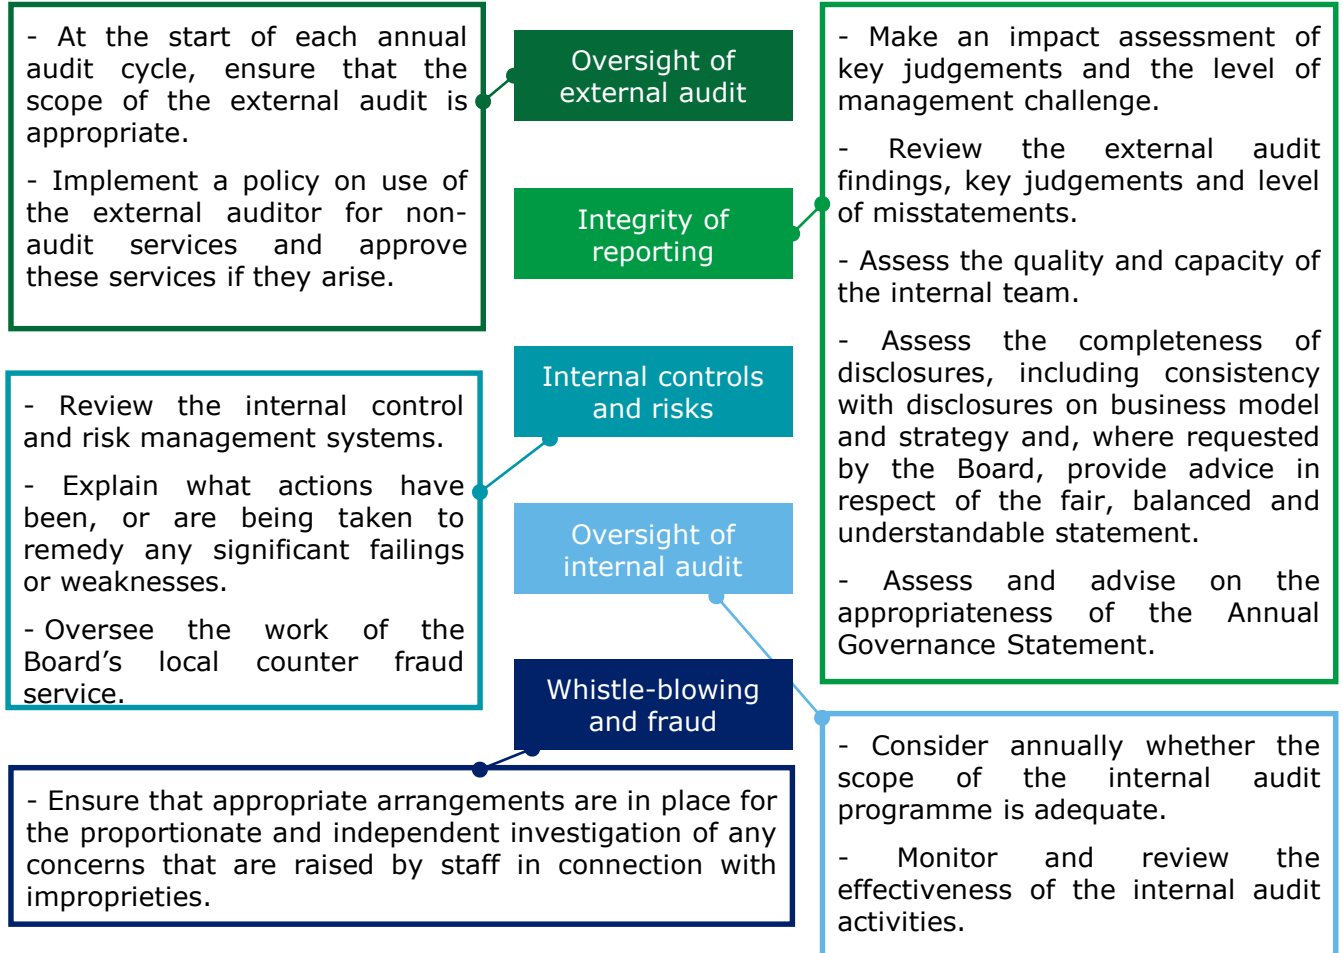 - At the start of each annual
audit cycle, ensure that the
scope of the external audit is
appropriate.
- Implement a policy on use of
the external auditor for non-
audit services and approve
these services if they arise.
Oversight of
external audit
Integrity of
reporting
- Make an impact assessment of
key judgements and the level of
management challenge.
- Review the external audit
findings, key judgements and level
of misstatements.
- Assess the quality and capacity of
the internal team.
- Assess the completeness of
disclosures, including consistency
with disclosures on business model
and strategy and, where requested
by the Board, provide advice in
respect of the fair, balanced and
understandable statement.
- Assess and advise on the
appropriateness of the Annual
Governance Statement.
Internal controls
and risks
- Review the internal control
and risk management systems.
- Explain what actions have
been, or are being taken to
remedy any significant failings
or weaknesses.
- Oversee the work of the
Board’s local counter fraud
service.
Oversight of
internal audit
- Consider annually whether the
scope of the internal audit
programme is adequate.
- Monitor and review the
effectiveness of the internal audit
activities.
Whistle-blowing
and fraud
- Ensure that appropriate arrangements are in place for
the proportionate and independent investigation of any
concerns that are raised by staff in connection with
improprieties.